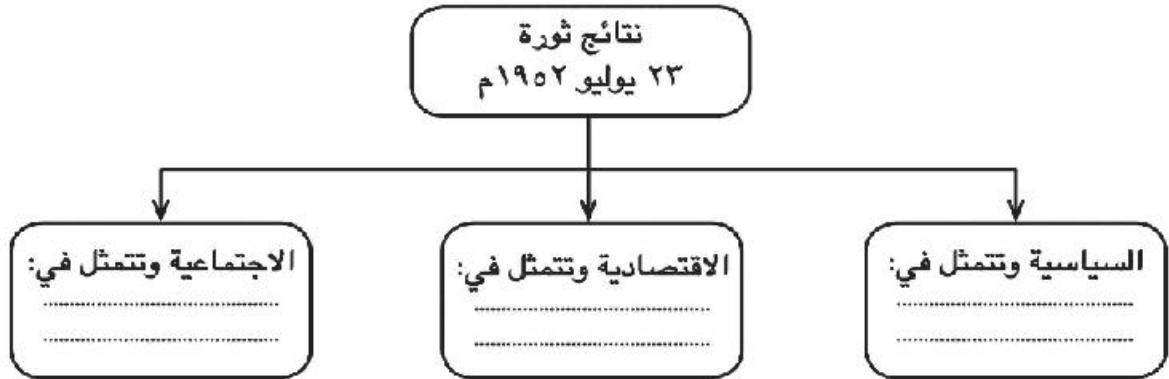 نتائج ثورة
٢٣ يوليو ١٩٥٢م
السياسية وتتمثل في:
الاقتصادية وتتمثل في:
الاجتماعية وتتمثل في: